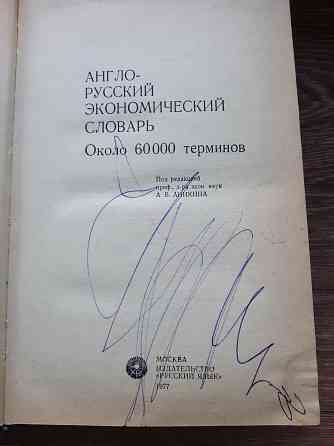 АНГЛО-
РУССКИЙ
ЭКОНОМИЧЕСКИЙ
СЛОВАРЬ
Около 60000 терминов
Под редакцией
проф. д-ра экон наук
А В АНИКИНА
МОСКВА
ИЗДАТЕЛЬСТВО
«РУССКИЙ ЯЗЫК»
1977